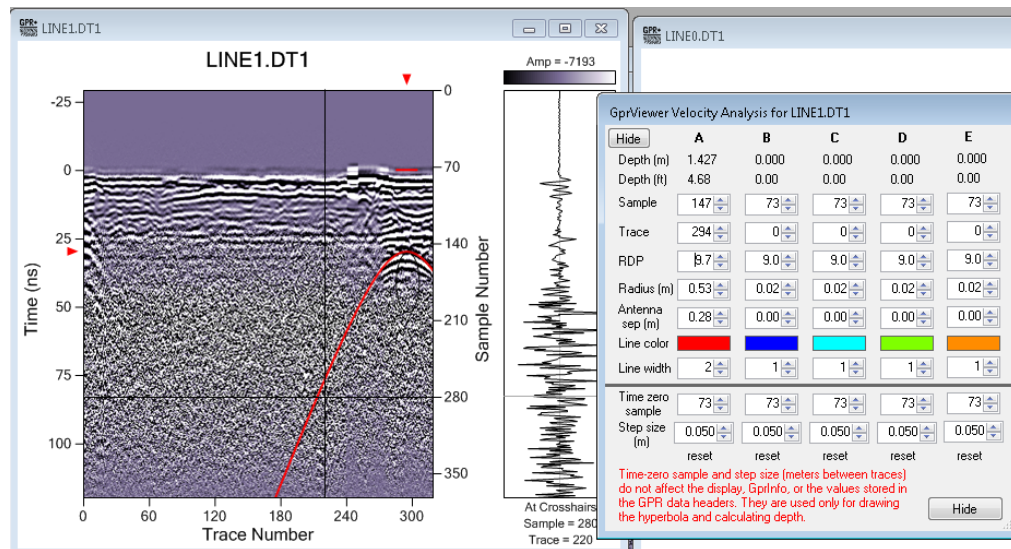 GPR+ LINE1.DT1
GPR+ LINE0.DT1
LINE1.DT1
Amp = -7193
-25
0
25
50
75
100
Time (ns)
0
70
140
210
280
350
Sample Number
0 60 120 180 240 300
Trace Number
At Crosshairs
Sample = 280
Trace = 220
GprViewer Velocity Analysis for LINE1.DT1
Hide A B C D E
Depth (m) 1.427 0.000 0.000 0.000 0.000
Depth (ft) 4.68 0.00 0.00 0.00 0.00
Sample 147 73 73 73 73
Trace 294 0 0 0 0
RDP 9.7 9.0 9.0 9.0 9.0
Radius (m) 0.53 0.02 0.02 0.02 0.02
Antenna
sep (m) 0.28 0.00 0.00 0.00 0.00
Line color
Line width 2 1 1 1 1
Time zero
sample 73 73 73 73 73
Step size
(m) 0.050 0.050 0.050 0.050 0.050
reset reset reset reset reset
Time-zero sample and step size (meters between traces)
do not affect the display, GprInfo, or the values stored in
the GPR data headers. They are used only for drawing
the hyperbola and calculating depth.
Hide